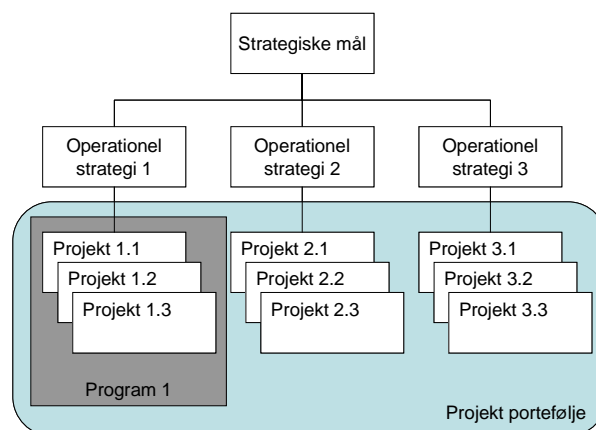 Strategiske mål
Operationel
strategi 1
Operationel
strategi 2
Operationel
strategi 3
Projekt 1.1
Projekt 1.2
Projekt 1.3
Projekt 2.1
Projekt 2.2
Projekt 2.3
Projekt 3.1
Projekt 3.2
Projekt 3.3
Program 1
Projekt portefølje